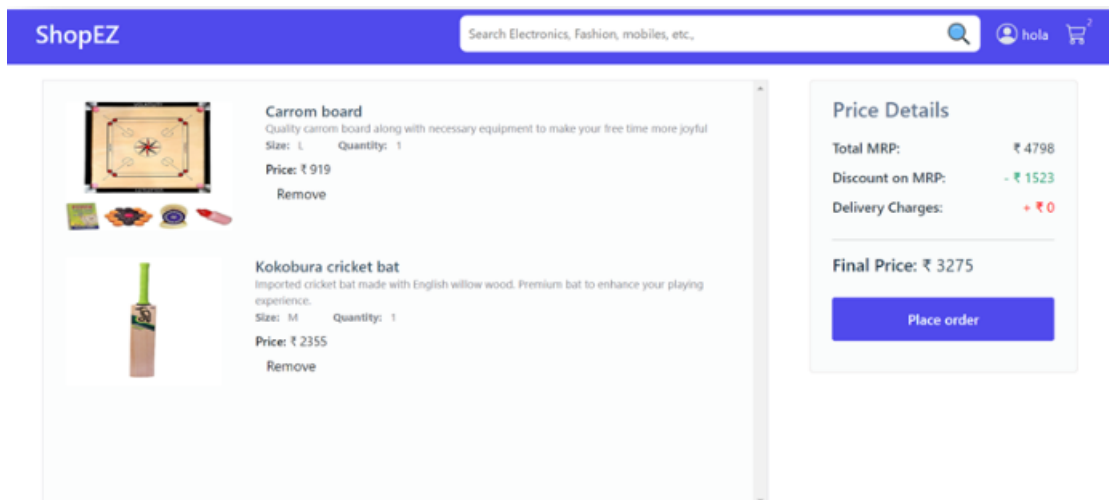 ShopEZ
Search Electronics, Fashion, mobiles, etc.,
hola
2
Carrom board
Quality carrom board along with necessary equipment to make your free time more joyful
Size: L Quantity: 1
Price: ₹ 919
Remove
Kokobura cricket bat
Imported cricket bat made with English willow wood. Premium bat to enhance your playing
experience.
Size: M Quantity: 1
Price: ₹ 2355
Remove
Price Details
Total MRP: ₹ 4798
Discount on MRP: - ₹ 1523
Delivery Charges: + ₹ 0
Final Price: ₹ 3275
Place order